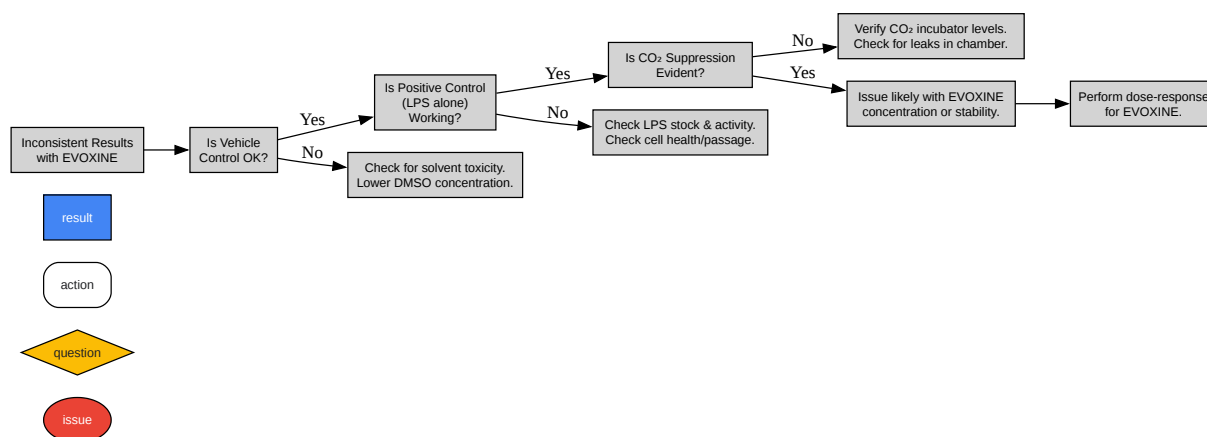 Inconsistent Results
with EVOXINE
Is Vehicle
Control OK?
Yes
No
Is Positive Control
(LPS alone)
Working?
Check for solvent toxicity.
Lower DMSO concentration.
Yes
No
Is CO₂ Suppression
Evident?
Check LPS stock & activity.
Check cell health/passage.
No
Yes
Verify CO₂ incubator levels.
Check for leaks in chamber.
Issue likely with EVOXINE
concentration or stability.
Perform dose-response
for EVOXINE.
result
action
question
issue